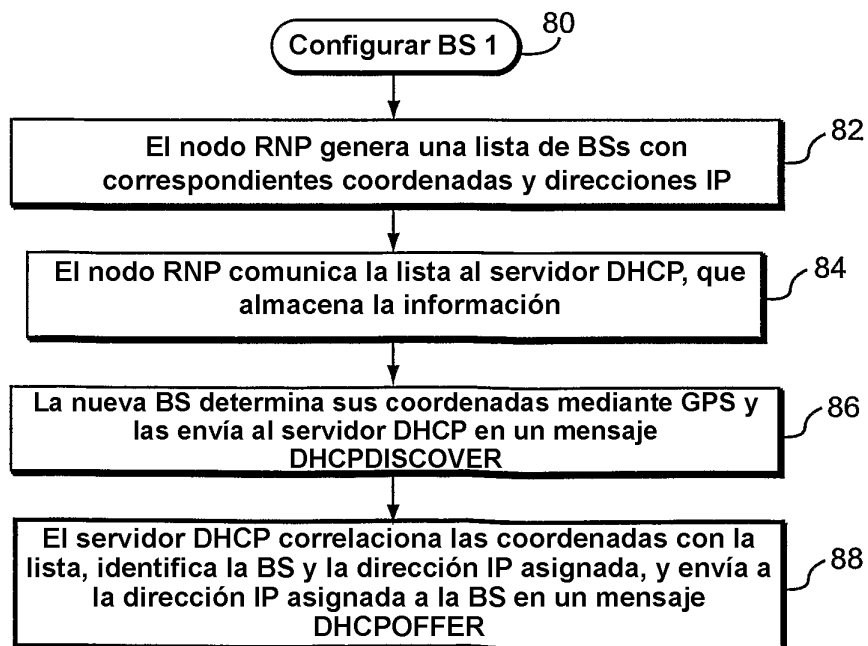 Configurar BS 1
80
El nodo RNP genera una lista de BSs con
correspondientes coordenadas y direcciones IP
82
El nodo RNP comunica la lista al servidor DHCP, que
almacena la información
84
La nueva BS determina sus coordenadas mediante GPS y
las envía al servidor DHCP en un mensaje
DHCPDISCOVER
86
El servidor DHCP correlaciona las coordenadas con la
lista, identifica la BS y la dirección IP asignada, y envía a
la dirección IP asignada a la BS en un mensaje
DHCPOFFER
88